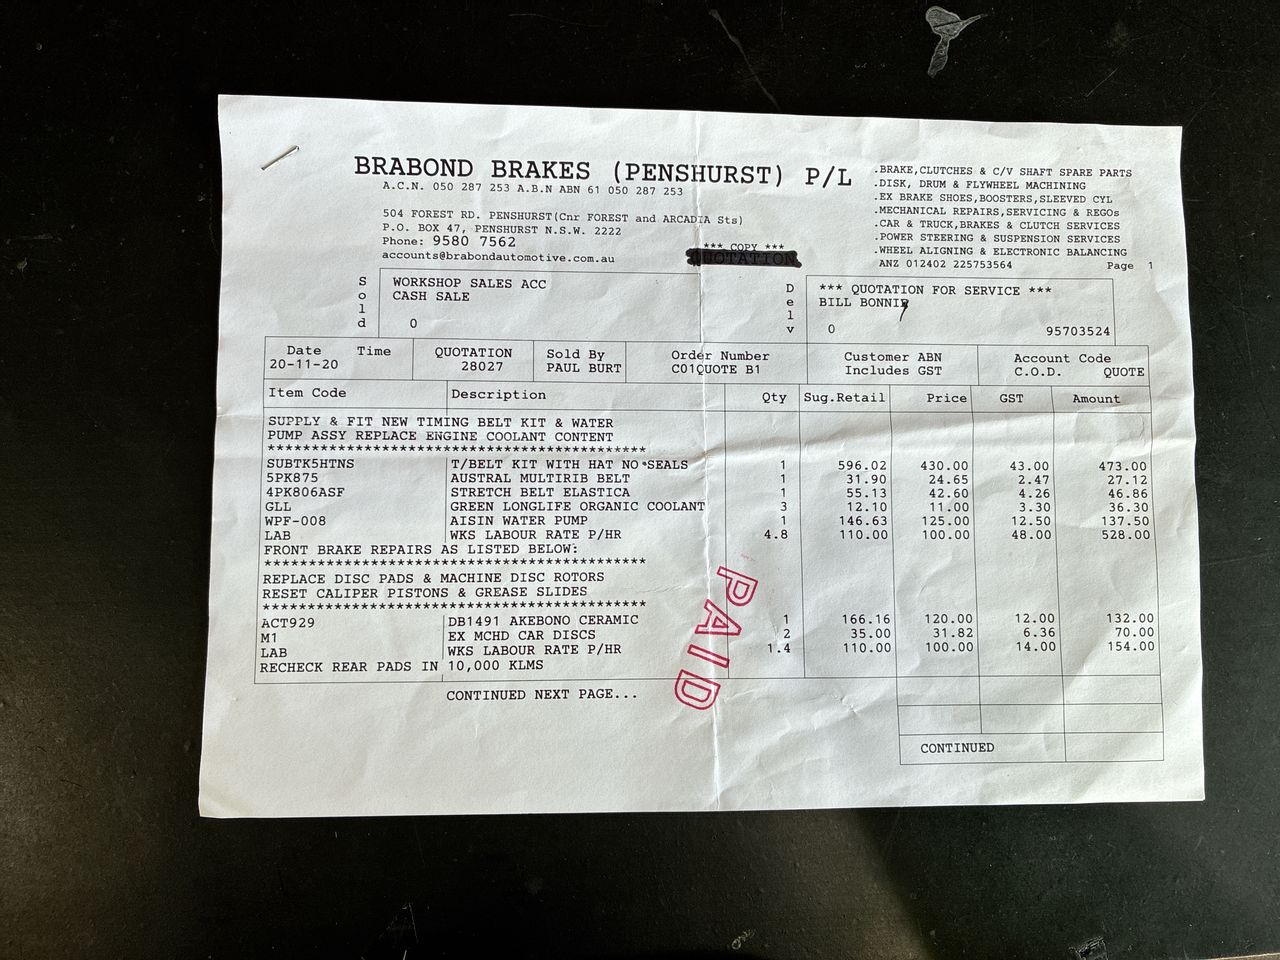 BRABOND BRAKES (PENSHURST) P/L
A.C.N. 050 287 253 A.B.N ABN 61 050 287 253
504 FOREST RD. PENSHURST(Cnr FOREST and ARCADIA Sts)
P.O. BOX 47, PENSHURST N.S.W. 2222
Phone: 9580 7562
accounts@brabondautomotive.com.au
*** COPY ***
QUOTATION
.BRAKE,CLUTCHES & C/V SHAFT SPARE PARTS
.DISK, DRUM & FLYWHEEL MACHINING
.EX BRAKE SHOES,BOOSTERS,SLEEVED CYL
.MECHANICAL REPAIRS,SERVICING & REGOs
.CAR & TRUCK,BRAKES & CLUTCH SERVICES
.POWER STEERING & SUSPENSION SERVICES
.WHEEL ALIGNING & ELECTRONIC BALANCING
ANZ 012402 225753564 Page 1
Sold
WORKSHOP SALES ACC
CASH SALE
0
Delv
*** QUOTATION FOR SERVICE ***
BILL BONNIE
0 95703524
Date Time QUOTATION Sold By Order Number Customer ABN Account Code
20-11-20 28027 PAUL BURT C01QUOTE B1 Includes GST C.O.D. QUOTE
Item Code Description Qty Sug.Retail Price GST Amount
SUPPLY & FIT NEW TIMING BELT KIT & WATER
PUMP ASSY REPLACE ENGINE COOLANT CONTENT
****************************************
SUBTK5HTNS T/BELT KIT WITH HAT NO SEALS 1 596.02 430.00 43.00 473.00
5PK875 AUSTRAL MULTIRIB BELT 1 31.90 24.65 2.47 27.12
4PK806ASF STRETCH BELT ELASTICA 1 55.13 42.60 4.26 46.86
GLL GREEN LONGLIFE ORGANIC COOLANT 3 12.10 11.00 3.30 36.30
WPF-008 AISIN WATER PUMP 1 146.63 125.00 12.50 137.50
LAB WKS LABOUR RATE P/HR 4.8 110.00 100.00 48.00 528.00
FRONT BRAKE REPAIRS AS LISTED BELOW:
****************************************
REPLACE DISC PADS & MACHINE DISC ROTORS
RESET CALIPER PISTONS & GREASE SLIDES
****************************************
ACT929 DB1491 AKEBONO CERAMIC 1 166.16 120.00 12.00 132.00
M1 EX MCHD CAR DISCS 2 35.00 31.82 6.36 70.00
LAB WKS LABOUR RATE P/HR 1.4 110.00 100.00 14.00 154.00
RECHECK REAR PADS IN 10,000 KLMS
PAID
CONTINUED NEXT PAGE...
CONTINUED